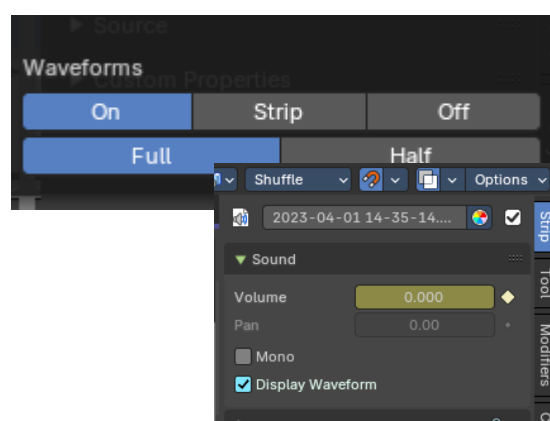 Source
Waveforms
Custom Properties
On Strip Off
Full Half
Shuffle Options
2023-04-01 14-35-14....
Strip
Sound
Tool
Volume 0.000
Pan 0.00
Modifiers
Mono
Display Waveform